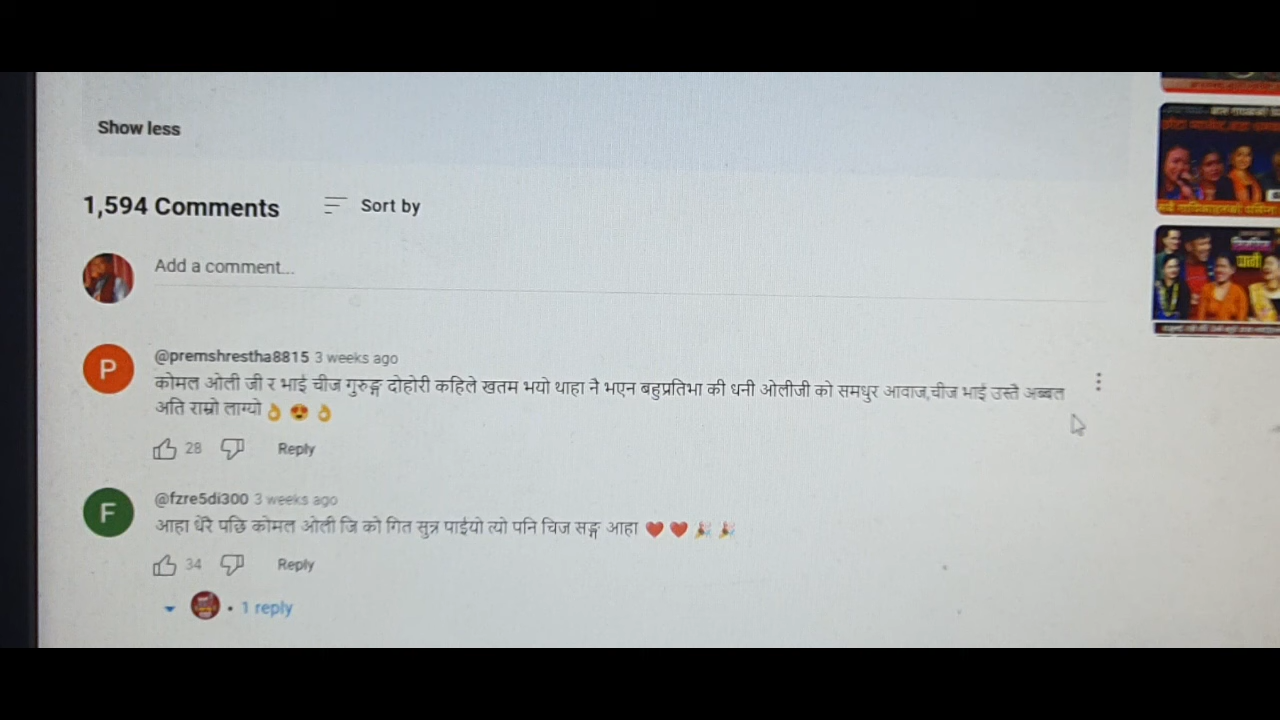 Show less
1,594 Comments
Sort by
Add a comment...
P
@premshrestha8815 3 weeks ago
कोमल ओली जी र भाई चीज गुरुङ्ग दोहोरी कहिले खतम भयो थाहा नै भएन बहुप्रतिभा की धनी ओलीजी को समधुर आवाज,चीज भाई उस्तै अब्बल
अति राम्रो लाग्यो👌😍👌
28
Reply
F
@fzre5di300 3 weeks ago
आहा धेरै पछि कोमल ओली जि को गित सुन्न पाईयो त्यो पनि चिज सङ्ग आहा ❤️❤️🎉🎉
34
Reply
• 1 reply